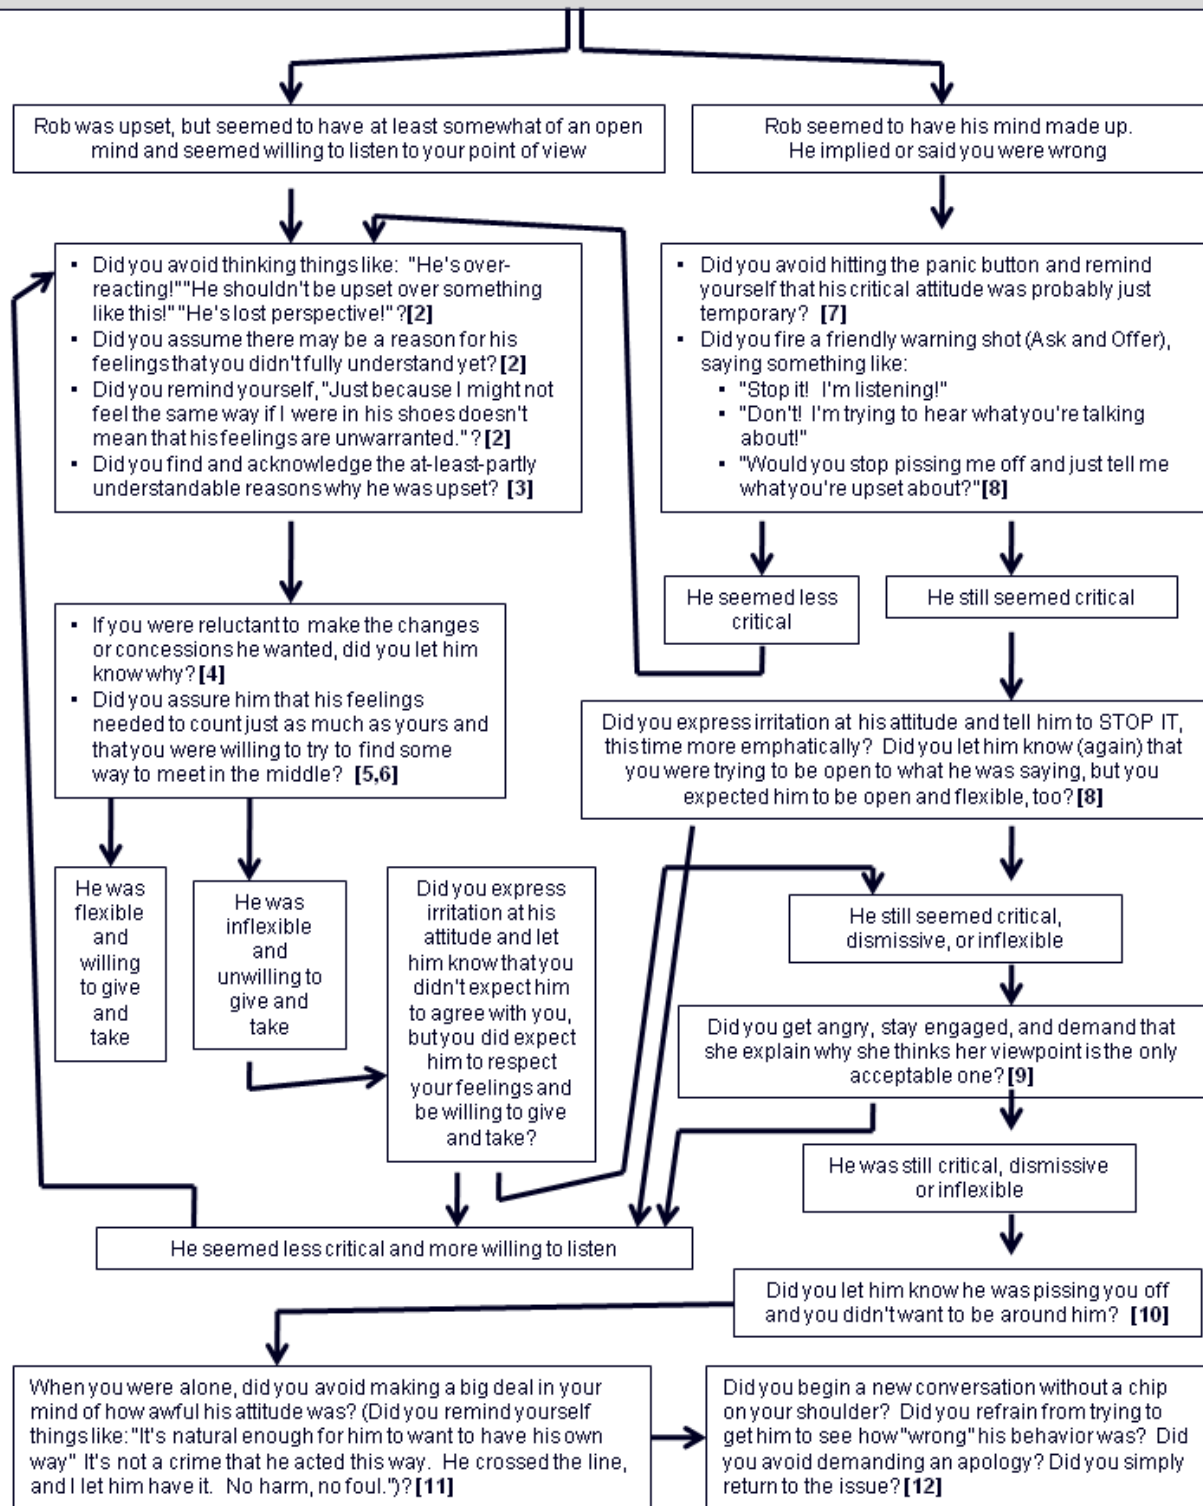 Rob was upset, but seemed to have at least somewhat of an open
mind and seemed willing to listen to your point of view
Rob seemed to have his mind made up.
He implied or said you were wrong
▪ Did you avoid thinking things like: "He's over-
reacting!""He shouldn't be upset over something
like this!" "He's lost perspective!" ?[2]
▪ Did you assume there may be a reason for his
feelings that you didn't fully understand yet? [2]
▪ Did you remind yourself, "Just because I might not
feel the same way if I were in his shoes doesn't
mean that his feelings are unwarranted."? [2]
▪ Did you find and acknowledge the at-least-partly
understandable reasons why he was upset? [3]
▪ Did you avoid hitting the panic button and remind
yourself that his critical attitude was probably just
temporary? [7]
▪ Did you fire a friendly warning shot (Ask and Offer),
saying something like:
▪ "Stop it! I'm listening!"
▪ "Don't! I'm trying to hear what you're talking
about!"
▪ "Would you stop pissing me off and just tell me
what you're upset about?"[8]
He seemed less
critical
He still seemed critical
▪ If you were reluctant to make the changes
or concessions he wanted, did you let him
know why? [4]
▪ Did you assure him that his feelings
needed to count just as much as yours and
that you were willing to try to find some
way to meet in the middle? [5,6]
Did you express irritation at his attitude and tell him to STOP IT,
this time more emphatically? Did you let him know (again) that
you were trying to be open to what he was saying, but you
expected him to be open and flexible, too? [8]
He was
flexible
and
willing
to give
and
take
He was
inflexible
and
unwilling to
give and
take
Did you express
irritation at his
attitude and let
him know that you
didn't expect him
to agree with you,
but you did expect
him to respect
your feelings and
be willing to give
and take?
He still seemed critical,
dismissive, or inflexible
Did you get angry, stay engaged, and demand that
she explain why she thinks her viewpoint is the only
acceptable one? [9]
He was still critical, dismissive
or inflexible
He seemed less critical and more willing to listen
Did you let him know he was pissing you off
and you didn't want to be around him? [10]
When you were alone, did you avoid making a big deal in your
mind of how awful his attitude was? (Did you remind yourself
things like: "It's natural enough for him to want to have his own
way" It's not a crime that he acted this way. He crossed the line,
and I let him have it. No harm, no foul.")? [11]
Did you begin a new conversation without a chip
on your shoulder? Did you refrain from trying to
get him to see how "wrong" his behavior was? Did
you avoid demanding an apology? Did you simply
return to the issue? [12]